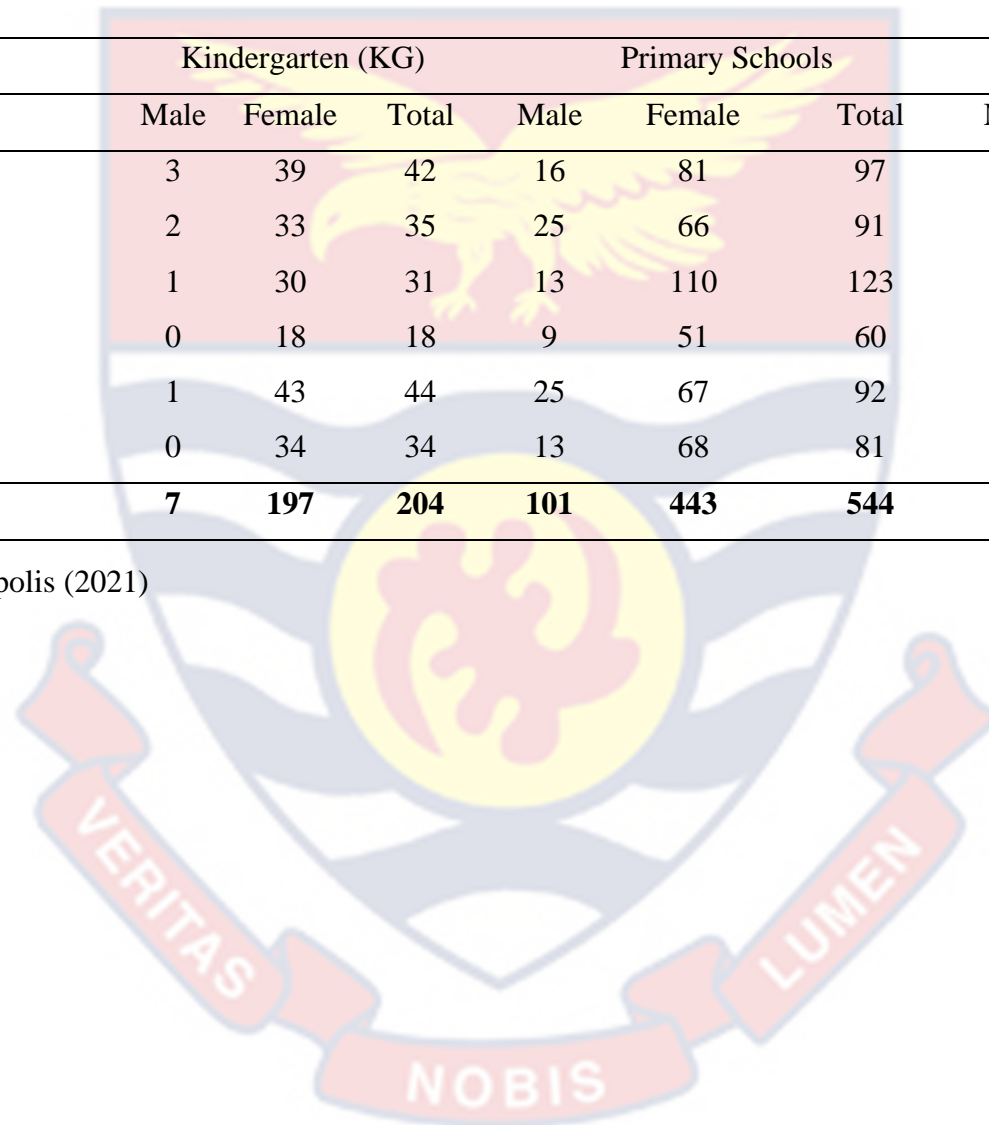 Kindergarten (KG) Primary Schools
Male Female Total Male Female Total
3 39 42 16 81 97
2 33 35 25 66 91
1 30 31 13 110 123
0 18 18 9 51 60
1 43 44 25 67 92
0 34 34 13 68 81
7 197 204 101 443 544
polis (2021)
VERITAS NOBIS LUMEN